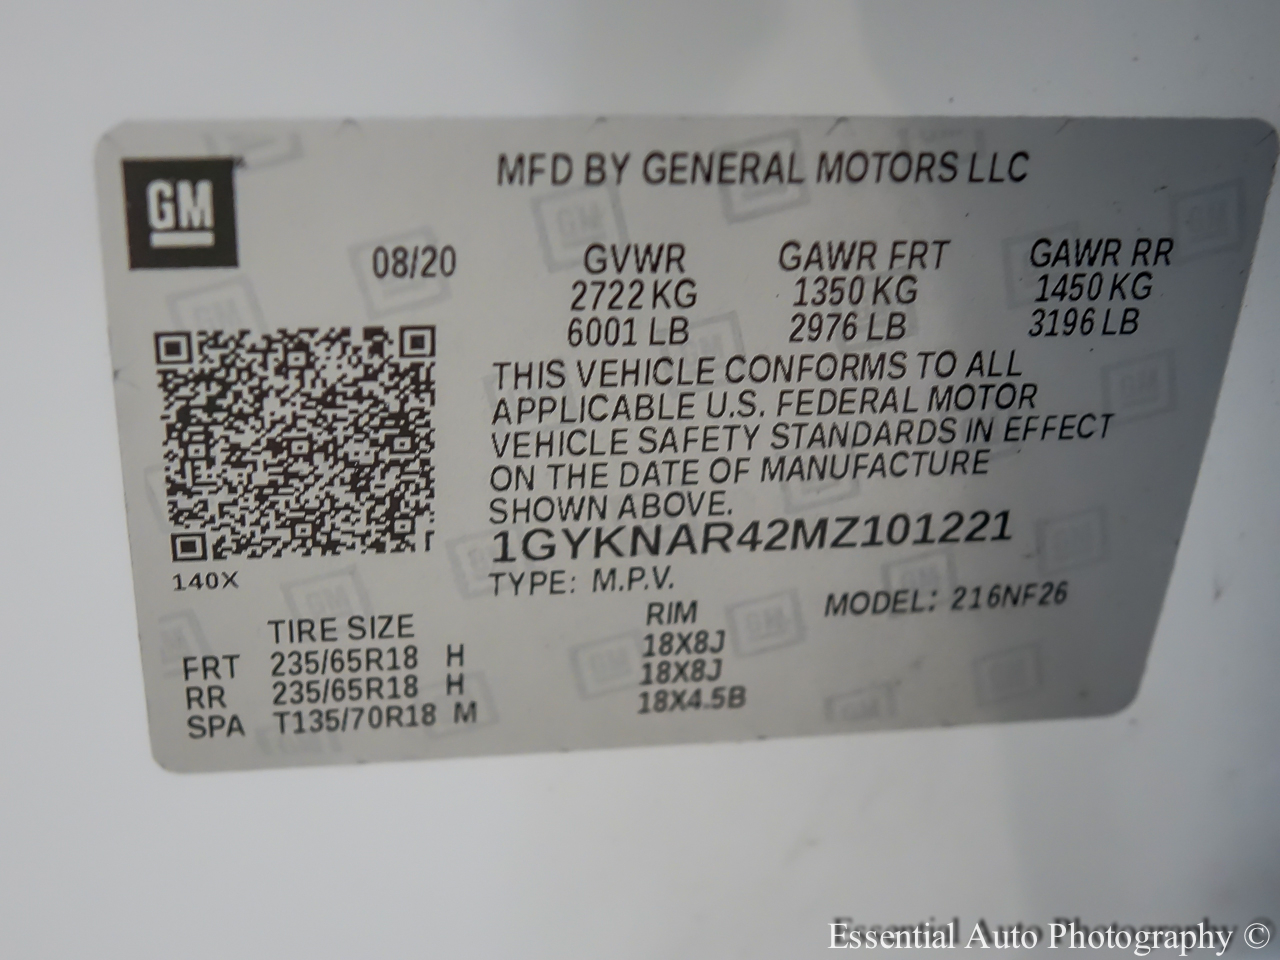 GM
MFD BY GENERAL MOTORS LLC
08/20 GVWR GAWR FRT GAWR RR
2722 KG 1350 KG 1450 KG
6001 LB 2976 LB 3196 LB
THIS VEHICLE CONFORMS TO ALL
APPLICABLE U.S. FEDERAL MOTOR
VEHICLE SAFETY STANDARDS IN EFFECT
ON THE DATE OF MANUFACTURE
SHOWN ABOVE.
1GYKNAR42MZ101221
140X
TYPE: M.P.V. MODEL: 216NF26
TIRE SIZE RIM
FRT 235/65R18 H 18X8J
RR 235/65R18 H 18X8J
SPA T135/70R18 M 18X4.5B
Essential Auto Photography ©